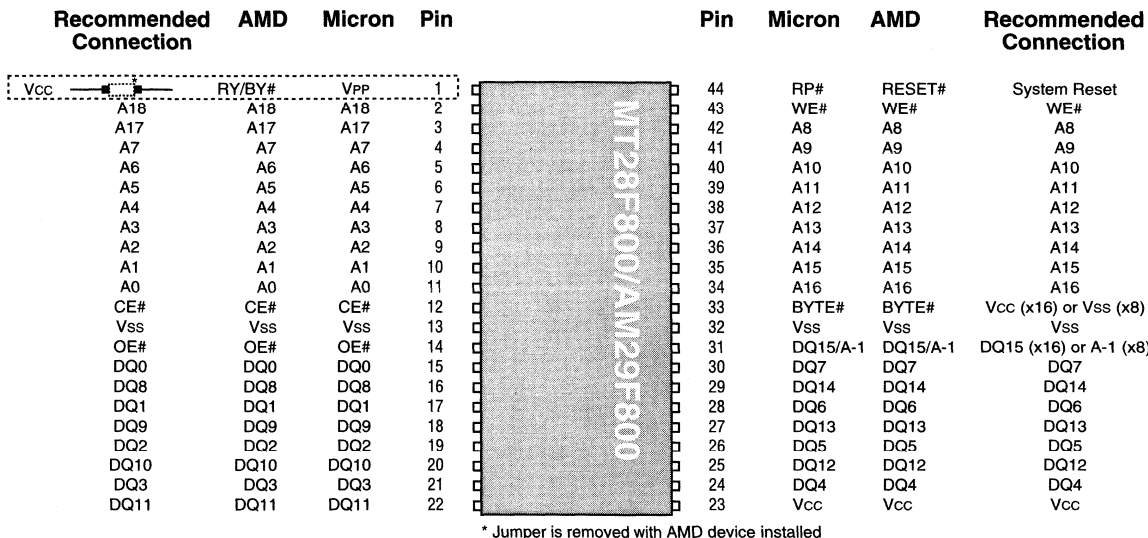 Recommended Connection AMD Micron Pin Pin Micron AMD Recommended Connection
Vcc * RY/BY# VPP 1 44 RP# RESET# System Reset
A18 A18 A18 2 43 WE# WE# WE#
A17 A17 A17 3 42 A8 A8 A8
A7 A7 A7 4 41 A9 A9 A9
A6 A6 A6 5 40 A10 A10 A10
A5 A5 A5 6 39 A11 A11 A11
A4 A4 A4 7 38 A12 A12 A12
A3 A3 A3 8 37 A13 A13 A13
A2 A2 A2 9 36 A14 A14 A14
A1 A1 A1 10 35 A15 A15 A15
A0 A0 A0 11 34 A16 A16 A16
CE# CE# CE# 12 33 BYTE# BYTE# Vcc (x16) or Vss (x8)
Vss Vss Vss 13 32 Vss Vss Vss
OE# OE# OE# 14 31 DQ15/A-1 DQ15/A-1 DQ15 (x16) or A-1 (x8)
DQ0 DQ0 DQ0 15 30 DQ7 DQ7 DQ7
DQ8 DQ8 DQ8 16 29 DQ14 DQ14 DQ14
DQ1 DQ1 DQ1 17 28 DQ6 DQ6 DQ6
DQ9 DQ9 DQ9 18 27 DQ13 DQ13 DQ13
DQ2 DQ2 DQ2 19 26 DQ5 DQ5 DQ5
DQ10 DQ10 DQ10 20 25 DQ12 DQ12 DQ12
DQ3 DQ3 DQ3 21 24 DQ4 DQ4 DQ4
DQ11 DQ11 DQ11 22 23 Vcc Vcc Vcc
MT28F800/AM29F800
* Jumper is removed with AMD device installed